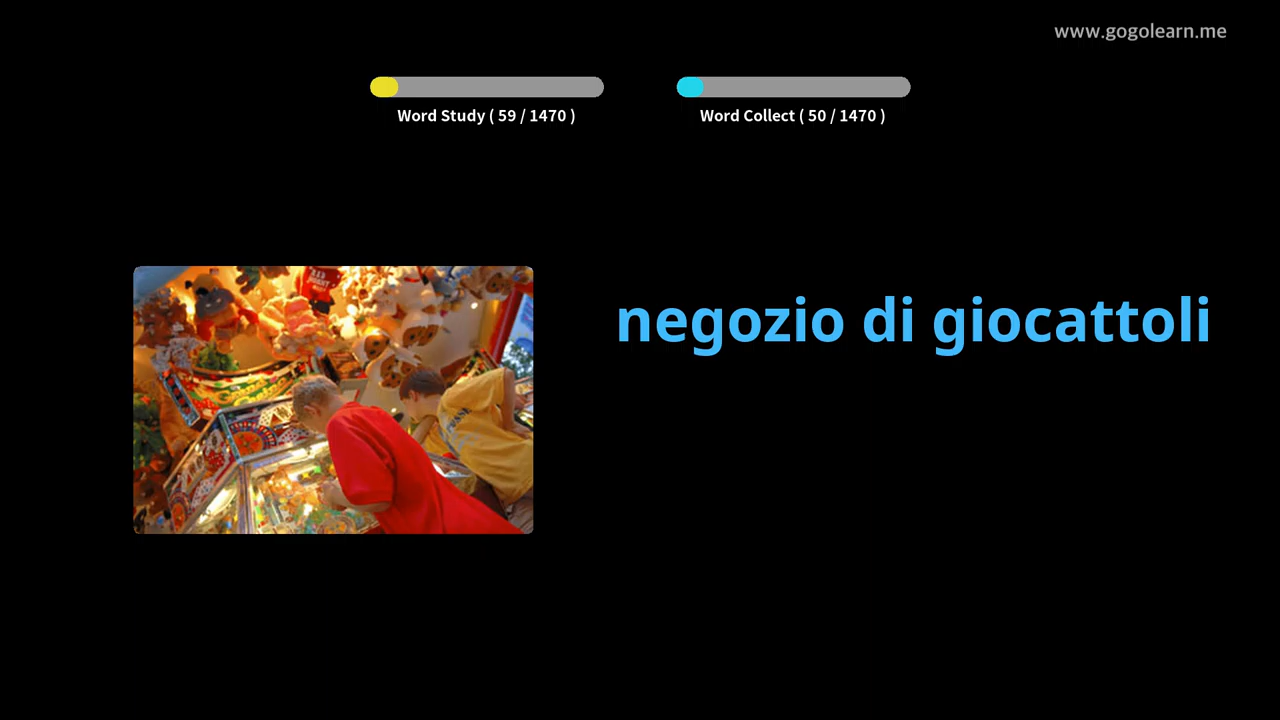 www.gogolearn.me
Word Study ( 59 / 1470 )
Word Collect ( 50 / 1470 )
negozio di giocattoli